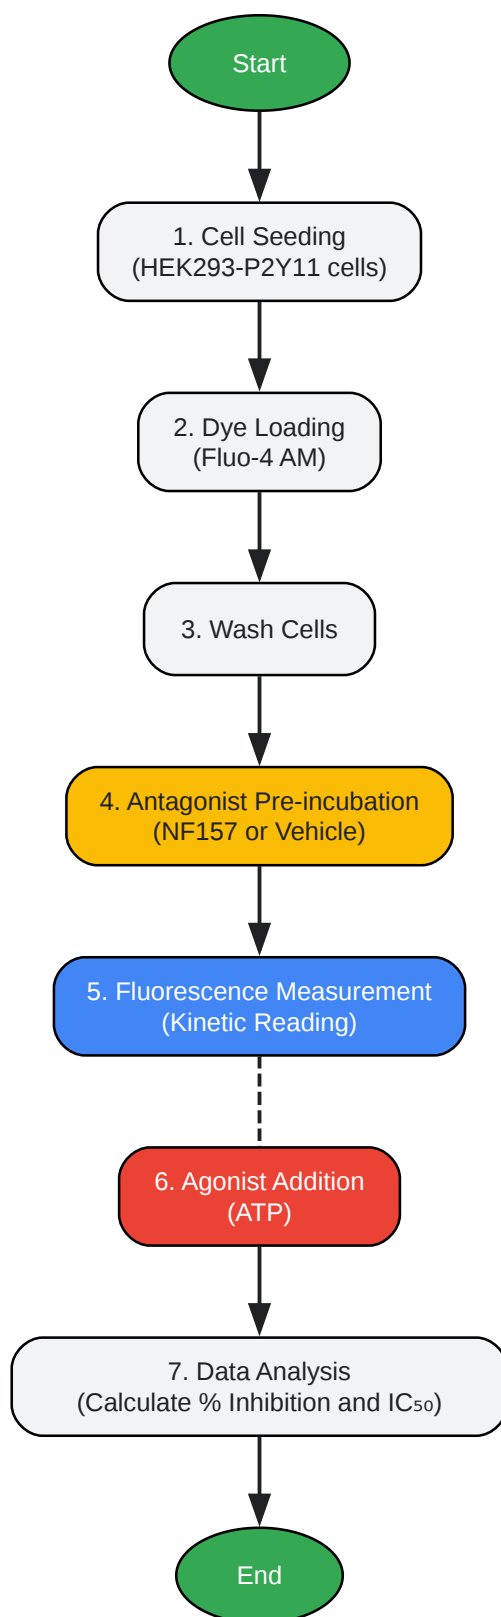 Start
1. Cell Seeding
(HEK293-P2Y11 cells)
2. Dye Loading
(Fluo-4 AM)
3. Wash Cells
4. Antagonist Pre-incubation
(NF157 or Vehicle)
5. Fluorescence Measurement
(Kinetic Reading)
6. Agonist Addition
(ATP)
7. Data Analysis
(Calculate % Inhibition and IC₅₀)
End